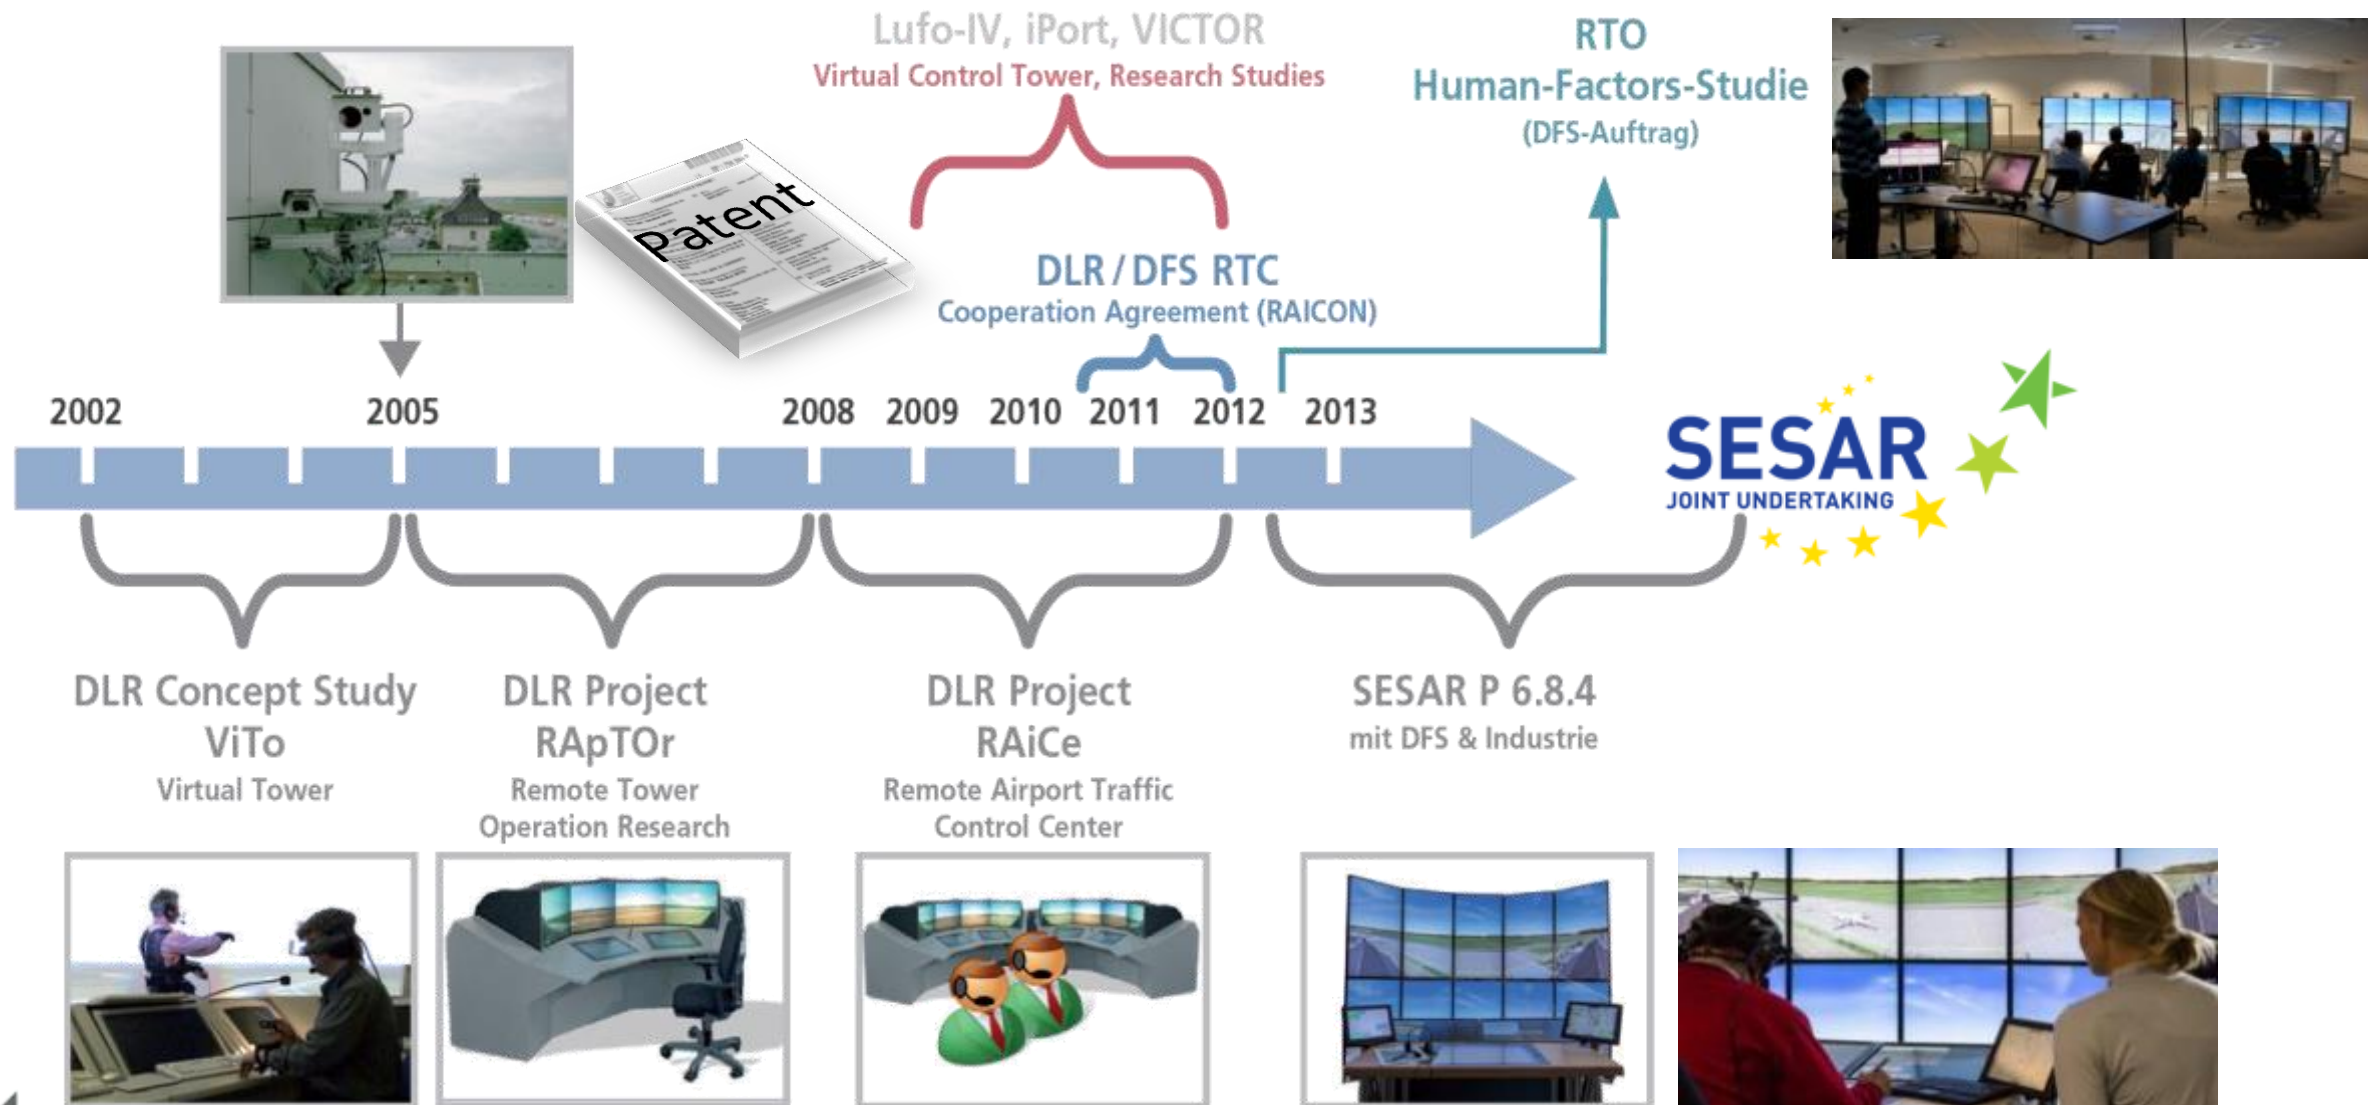 Lufo-IV, iPort, VICTOR
Virtual Control Tower, Research Studies
RTO
Human-Factors-Studie
(DFS-Auftrag)
Patent
DLR / DFS RTC
Cooperation Agreement (RAICON)
2002
2005
2008
2009
2010
2011
2012
2013
SESAR
JOINT UNDERTAKING
DLR Concept Study
ViTo
Virtual Tower
DLR Project
RApTOr
Remote Tower
Operation Research
DLR Project
RAiCe
Remote Airport Traffic
Control Center
SESAR P 6.8.4
mit DFS & Industrie